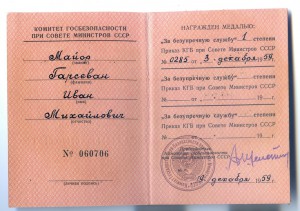 КОМИТЕТ ГОСБЕЗОПАСНОСТИ
ПРИ СОВЕТЕ МИНИСТРОВ СССР
Майор
(звание)
Гарсеван
(фамилия)
Иван
(имя)
Михайлович
(отчество)
№ 060706
(личная подпись)
НАГРАЖДЕН МЕДАЛЬЮ:
„За безупречную службу“ 1 степени
Приказ КГБ при Совете Министров СССР
№ 0285 от 3 декабря 1959 г.
„За безупречную службу“ степени
Приказ КГБ при Совете Министров СССР
№ от 19 г.
„За безупречную службу“ степени
Приказ КГБ при Совете Министров СССР
№ от 19 г.
декабря 1959 г.